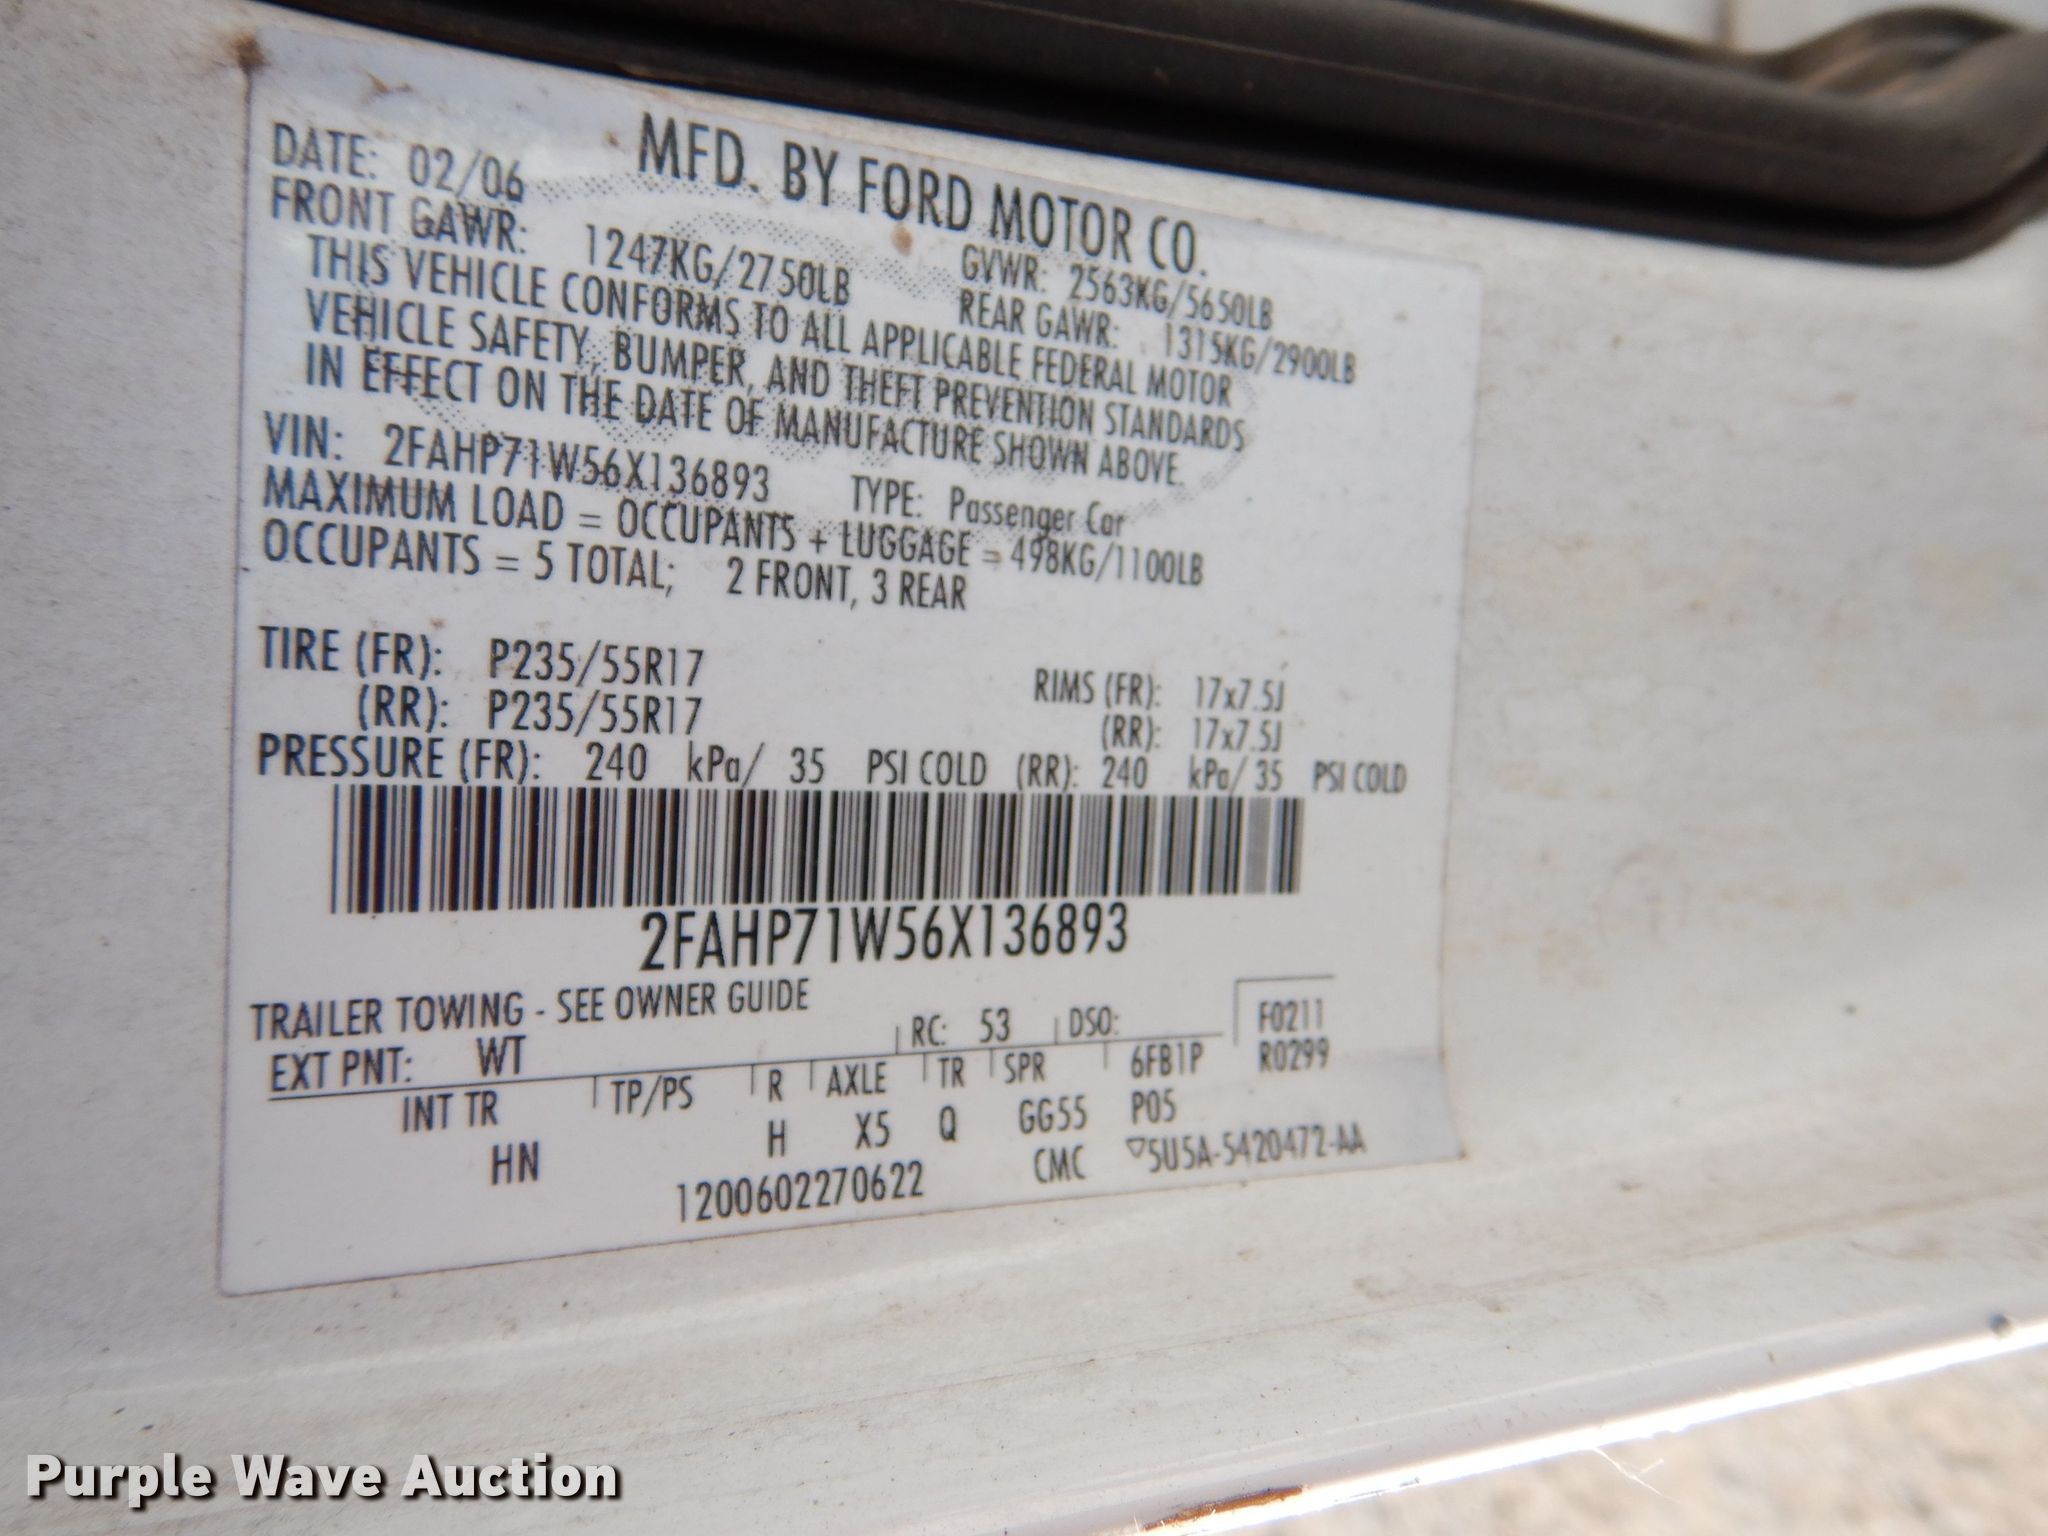 MFD. BY FORD MOTOR CO.
DATE: 02/06 GVWR: 2563KG/5650LB
FRONT GAWR: 1247KG/2750LB REAR GAWR: 1315KG/2900LB
THIS VEHICLE CONFORMS TO ALL APPLICABLE FEDERAL MOTOR
VEHICLE SAFETY, BUMPER, AND THEFT PREVENTION STANDARDS
IN EFFECT ON THE DATE OF MANUFACTURE SHOWN ABOVE.
VIN: 2FAHP71W56X136893 TYPE: Passenger Car
MAXIMUM LOAD = OCCUPANTS + LUGGAGE = 498KG/1100LB
OCCUPANTS = 5 TOTAL; 2 FRONT, 3 REAR
TIRE (FR): P235/55R17 RIMS (FR): 17x7.5J
(RR): P235/55R17 (RR): 17x7.5J
PRESSURE (FR): 240 kPa/ 35 PSI COLD (RR): 240 kPa/ 35 PSI COLD
2FAHP71W56X136893
TRAILER TOWING - SEE OWNER GUIDE
EXT PNT: WT RC: 53 DSO: F0211
INT TR TP/PS R AXLE TR SPR 6FB1P R0299
HN H X5 Q GG55 P05
1200602270622 CMC ▽5U5A-5420472-AA
Purple Wave Auction